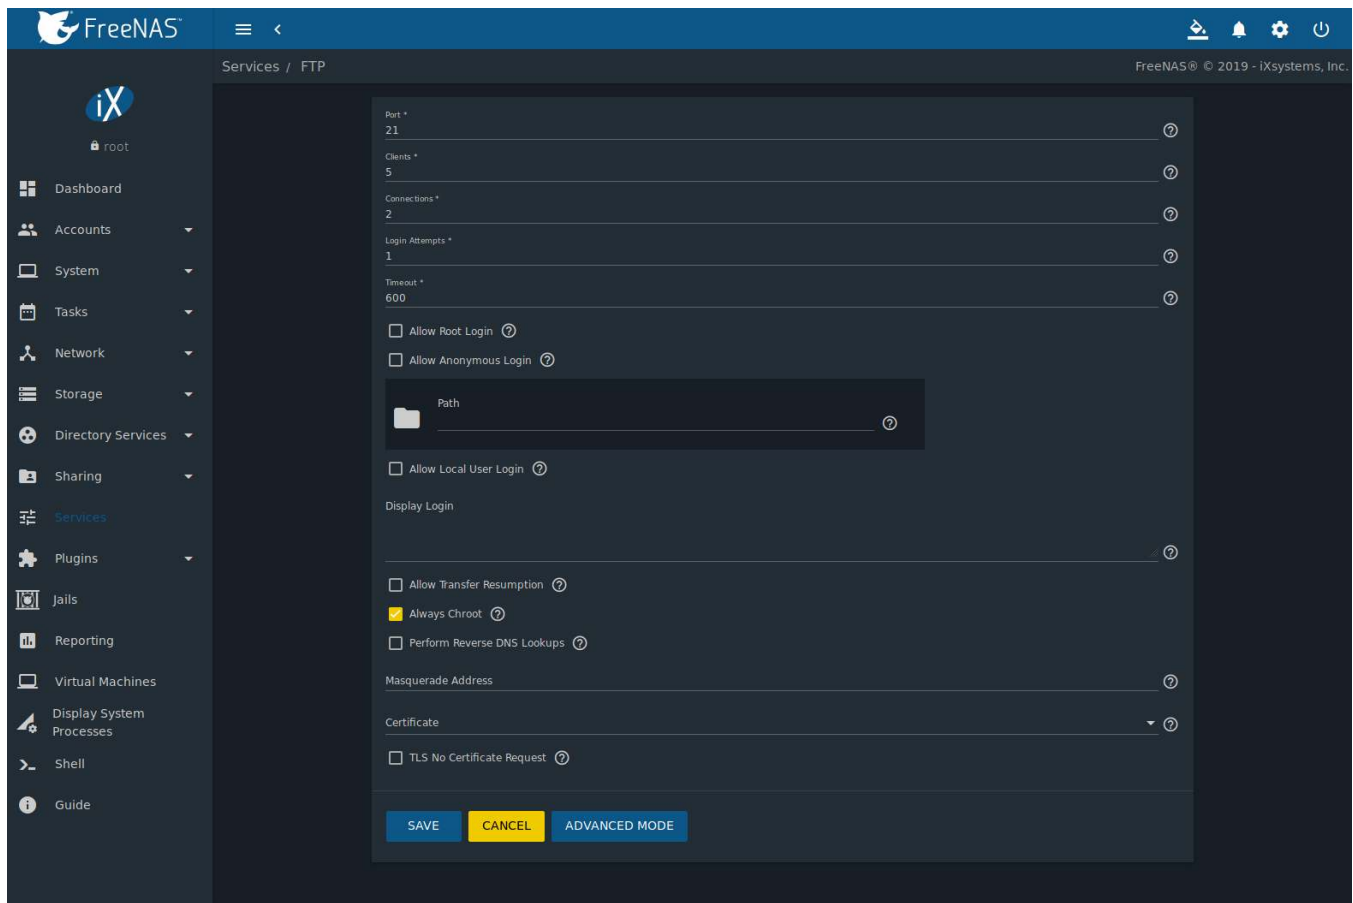 FreeNAS™
Services / FTP
FreeNAS® © 2019 - iXsystems, Inc.
iX
root
Dashboard
Accounts
System
Tasks
Network
Storage
Directory Services
Sharing
Services
Plugins
Jails
Reporting
Virtual Machines
Display System
Processes
Shell
Guide
Port *
21
Clients *
5
Connections *
2
Login Attempts *
1
Timeout *
600
Allow Root Login
Allow Anonymous Login
Path
Allow Local User Login
Display Login
Allow Transfer Resumption
Always Chroot
Perform Reverse DNS Lookups
Masquerade Address
Certificate
TLS No Certificate Request
SAVE CANCEL ADVANCED MODE